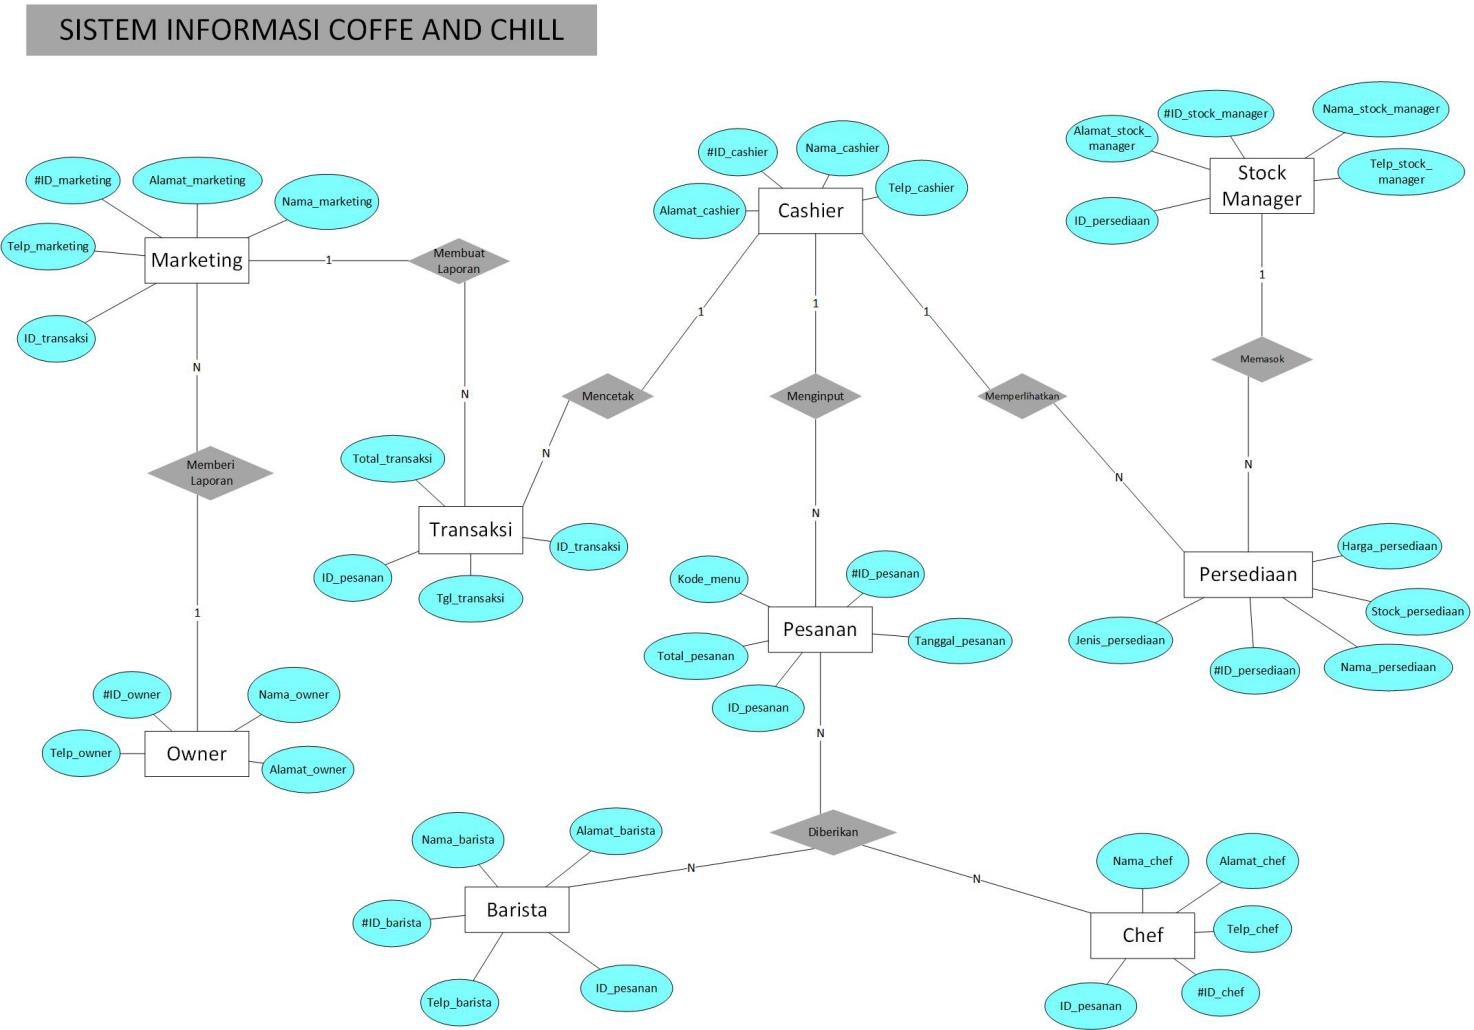 SISTEM INFORMASI COFFE AND CHILL
#ID_marketing
Alamat_marketing
Nama_marketing
Telp_marketing
Marketing
ID_transaksi
1
Membuat
Laporan
N
N
Memberi
Laporan
1
#ID_owner
Nama_owner
Telp_owner
Owner
Alamat_owner
#ID_cashier
Nama_cashier
Alamat_cashier
Telp_cashier
Cashier
1
1
1
Mencetak
Menginput
Memperlihatkan
N
N
N
Total_transaksi
Transaksi
ID_transaksi
ID_pesanan
Tgl_transaksi
Kode_menu
#ID_pesanan
Pesanan
Total_pesanan
Tanggal_pesanan
ID_pesanan
N
Diberikan
N
N
#ID_stock_manager
Nama_stock_manager
Alamat_stock_
manager
Telp_stock_
manager
Stock
Manager
ID_persediaan
1
Memasok
N
Harga_persediaan
Persediaan
Stock_persediaan
Jenis_persediaan
#ID_persediaan
Nama_persediaan
Nama_barista
Alamat_barista
Barista
#ID_barista
Telp_barista
ID_pesanan
Nama_chef
Alamat_chef
Chef
Telp_chef
#ID_chef
ID_pesanan